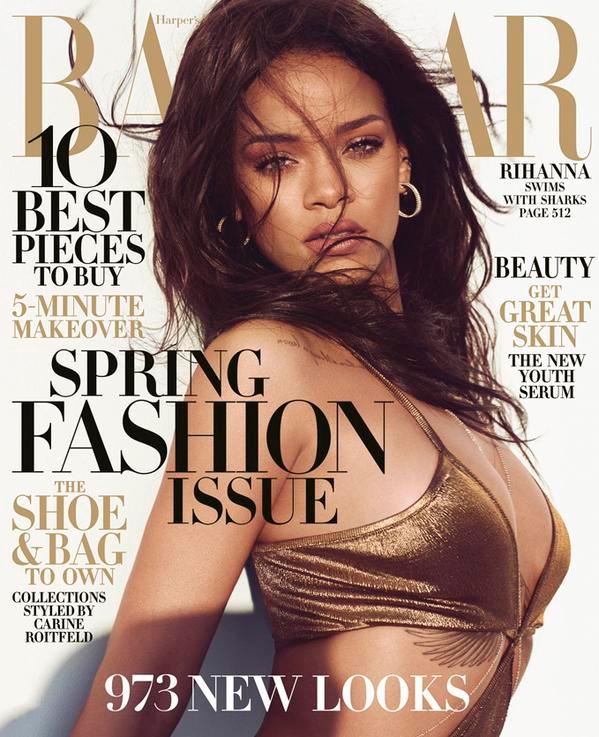 Harper's
BAZAAR
10
BEST
PIECES
TO BUY
5-MINUTE
MAKEOVER
SPRING
FASHION
ISSUE
THE
SHOE
&BAG
TO OWN
COLLECTIONS
STYLED BY
CARINE
ROITFELD
RIHANNA
SWIMS
WITH SHARKS
PAGE 512
BEAUTY
GET
GREAT
SKIN
THE NEW
YOUTH
SERUM
973 NEW LOOKS